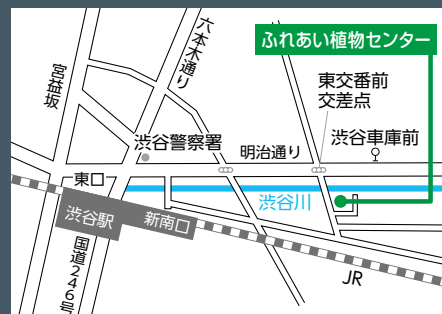 六本木通り
宮益坂
ふれあい植物センター
東交番前
交差点
渋谷警察署
明治通り
渋谷車庫前
東口
渋谷川
渋谷駅
新南口
国道246号
JR